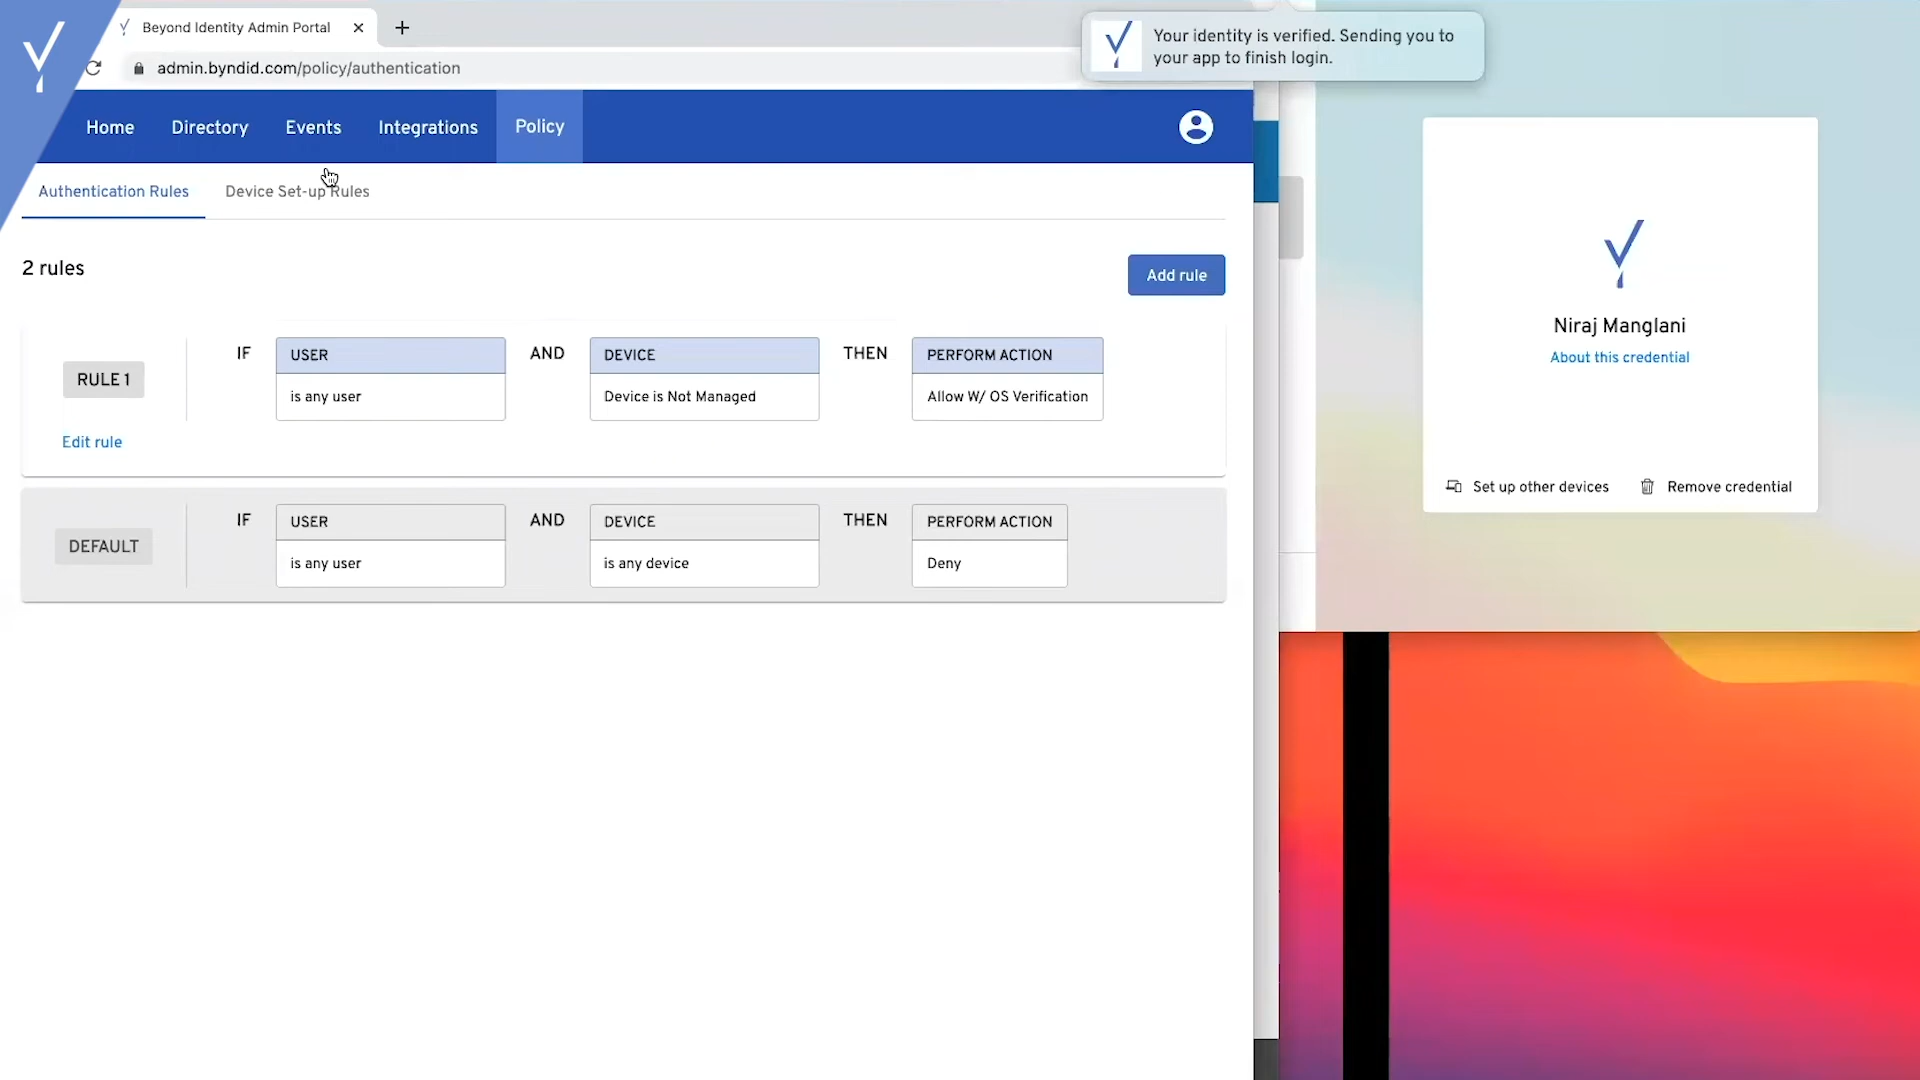 Beyond Identity Admin Portal
Your identity is verified. Sending you to
your app to finish login.
admin.byndid.com/policy/authentication
Home Directory Events Integrations Policy
Authentication Rules Device Set-up Rules
2 rules
Add rule
RULE 1
IF USER AND DEVICE THEN PERFORM ACTION
is any user Device is Not Managed Allow W/ OS Verification
Edit rule
DEFAULT
IF USER AND DEVICE THEN PERFORM ACTION
is any user is any device Deny
Niraj Manglani
About this credential
Set up other devices Remove credential